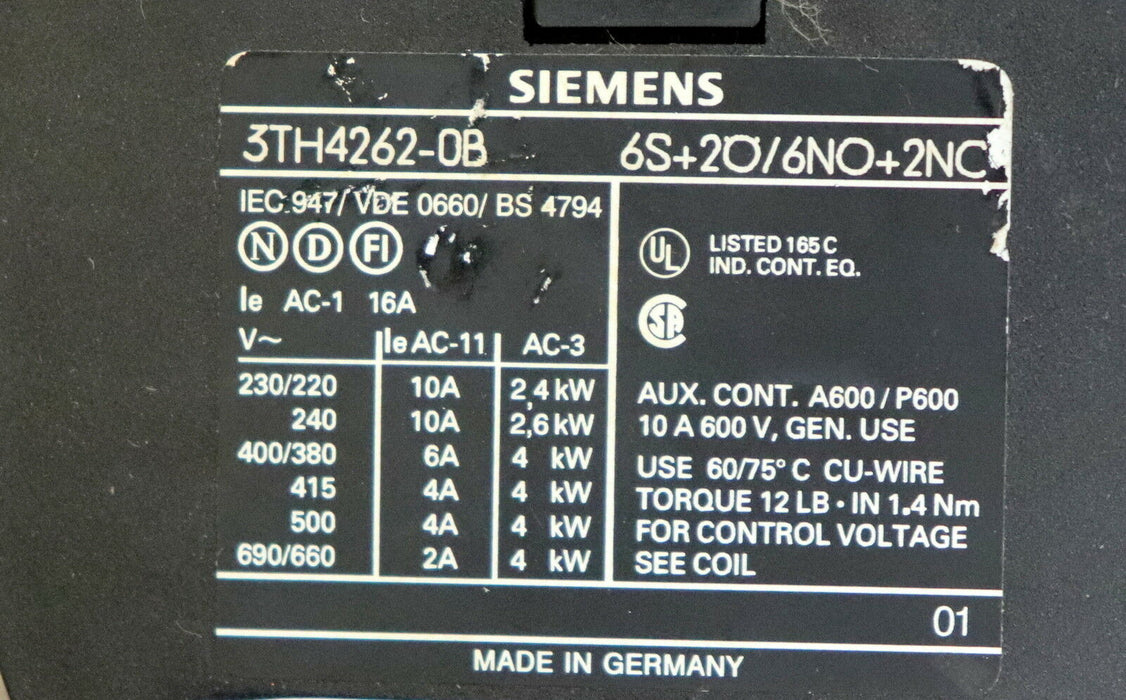 SIEMENS
3TH4262-0B 6S+2Ö/6NO+2NC
IEC 947/ VDE 0660/ BS 4794
N D FI
Ie AC-1 16A
V~ Ie AC-11 AC-3
230/220 10A 2,4 kW
240 10A 2,6 kW
400/380 6A 4 kW
415 4A 4 kW
500 4A 4 kW
690/660 2A 4 kW
UL LISTED 165 C
IND. CONT. EQ.
SA
AUX. CONT. A600 / P600
10 A 600 V, GEN. USE
USE 60/75° C CU-WIRE
TORQUE 12 LB · IN 1.4 Nm
FOR CONTROL VOLTAGE
SEE COIL
01
MADE IN GERMANY